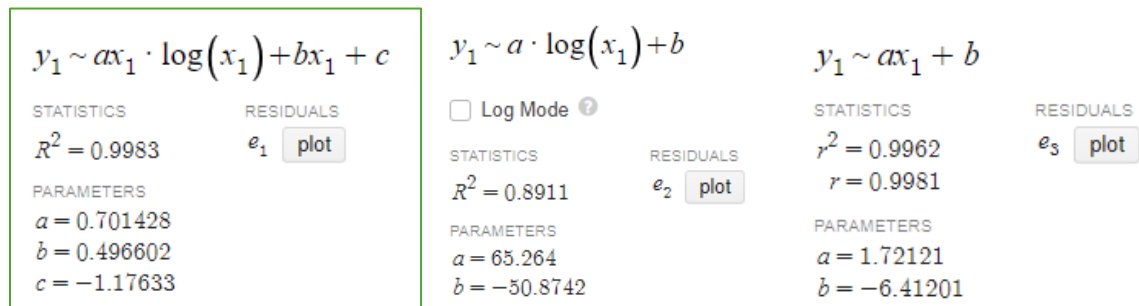 y₁ ~ ax₁ · log(x₁)+bx₁ + c
STATISTICS RESIDUALS
R² = 0.9983 e₁ plot
PARAMETERS
a = 0.701428
b = 0.496602
c = −1.17633
y₁ ~ a · log(x₁)+b
Log Mode ?
STATISTICS RESIDUALS
R² = 0.8911 e₂ plot
PARAMETERS
a = 65.264
b = −50.8742
y₁ ~ ax₁ + b
STATISTICS RESIDUALS
r² = 0.9962 e₃ plot
r = 0.9981
PARAMETERS
a = 1.72121
b = −6.41201